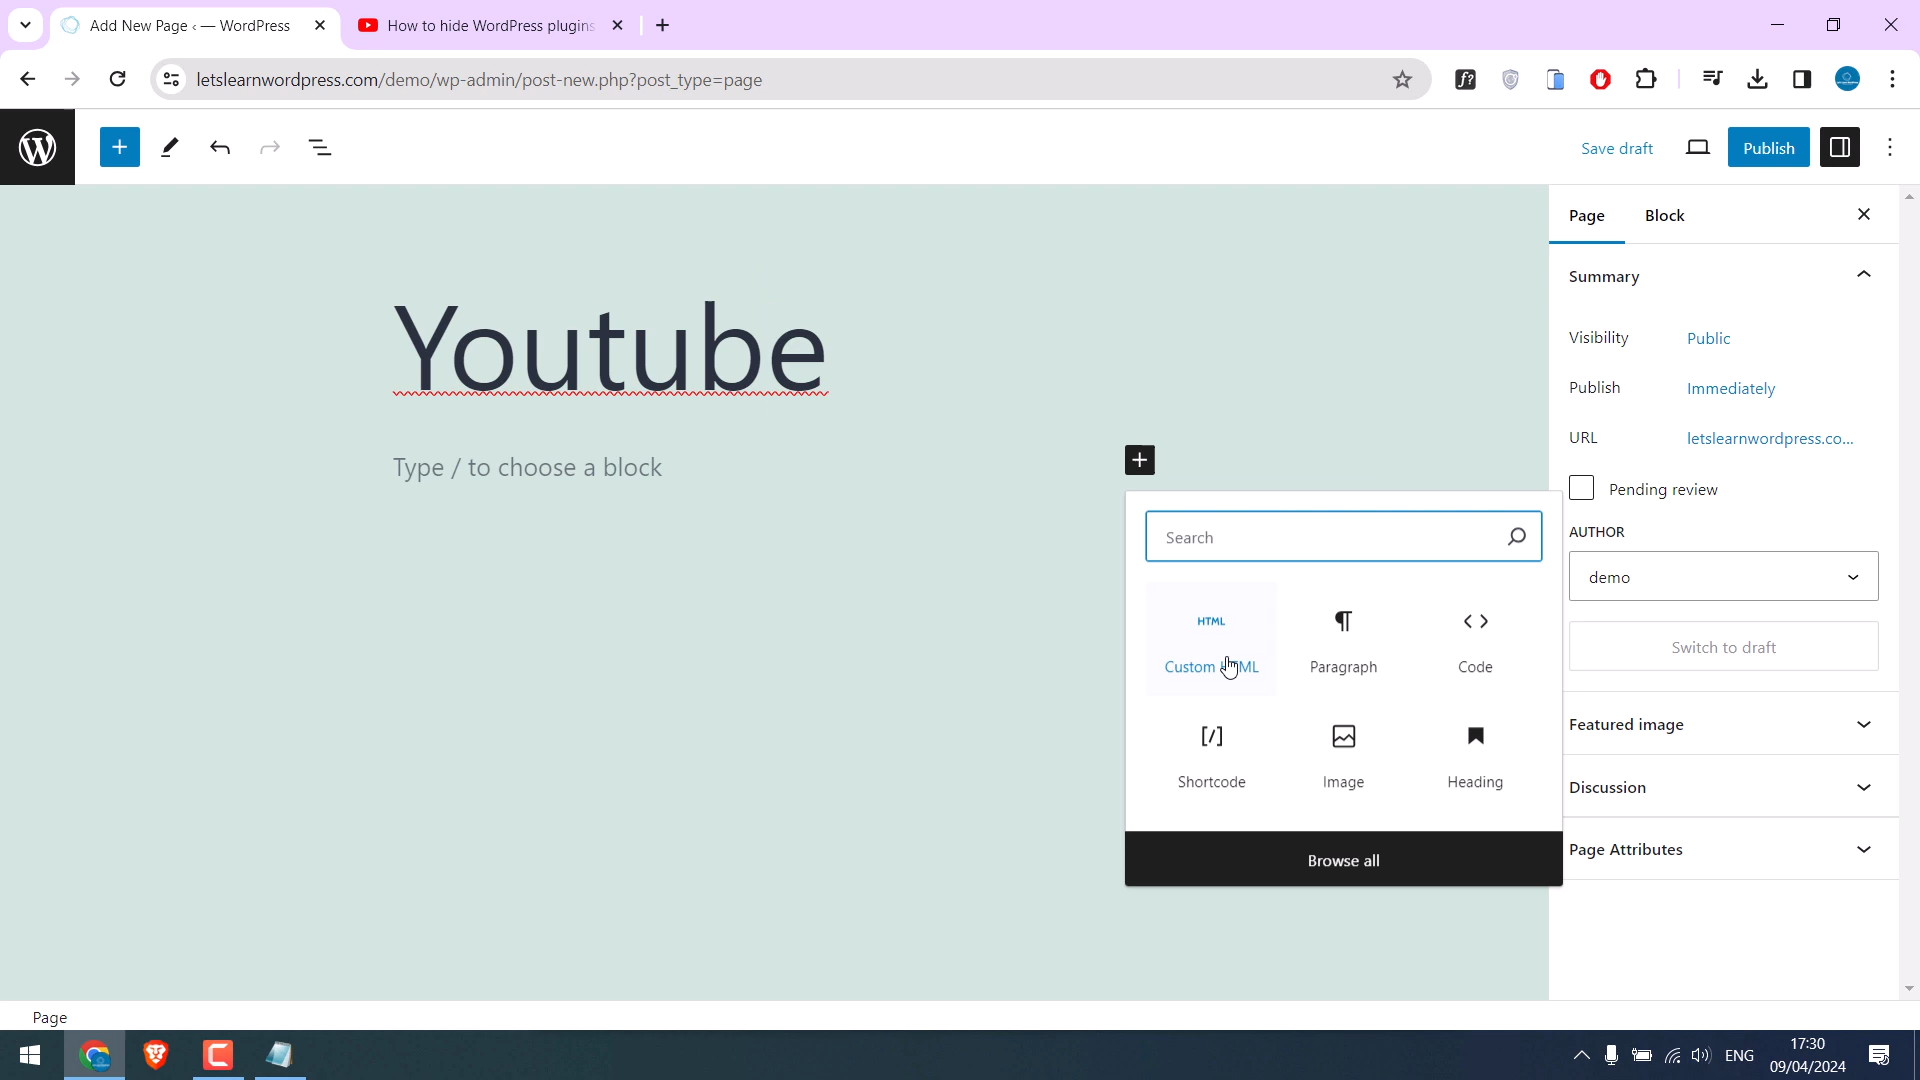 Add New Page ‹ — WordPress
How to hide WordPress plugins
letslearnwordpress.com/demo/wp-admin/post-new.php?post_type=page
f?
Save draft
Publish
Page
Block
Summary
Youtube
Visibility
Public
Publish
Immediately
URL
letslearnwordpress.co...
Type / to choose a block
Pending review
AUTHOR
Search
demo
HTML
Custom HTML
Paragraph
Code
Switch to draft
Featured image
Shortcode
Image
Heading
Discussion
Browse all
Page Attributes
Page
ENG
17:30
09/04/2024